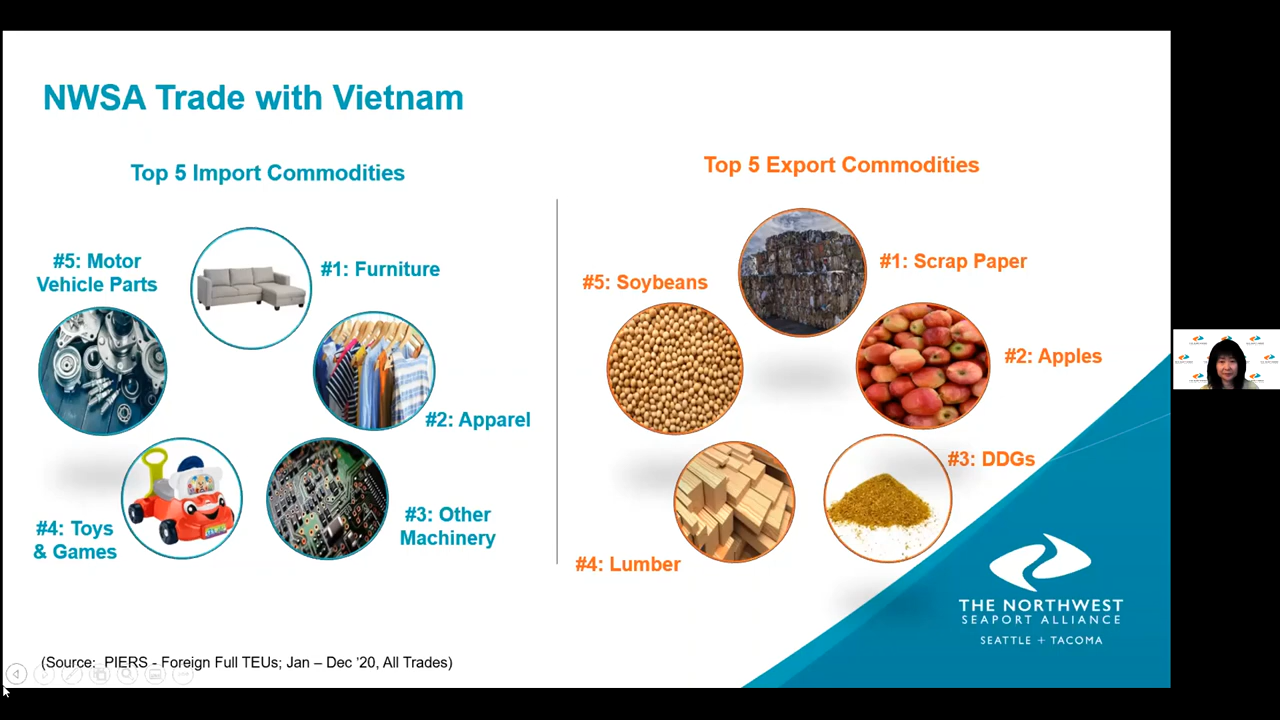 NWSA Trade with Vietnam
Top 5 Import Commodities
#1: Furniture
#2: Apparel
#3: Other
Machinery
#4: Toys
& Games
#5: Motor
Vehicle Parts
Top 5 Export Commodities
#1: Scrap Paper
#2: Apples
#3: DDGs
#4: Lumber
#5: Soybeans
THE NORTHWEST
SEAPORT ALLIANCE
SEATTLE + TACOMA
(Source: PIERS - Foreign Full TEUs; Jan – Dec '20, All Trades)